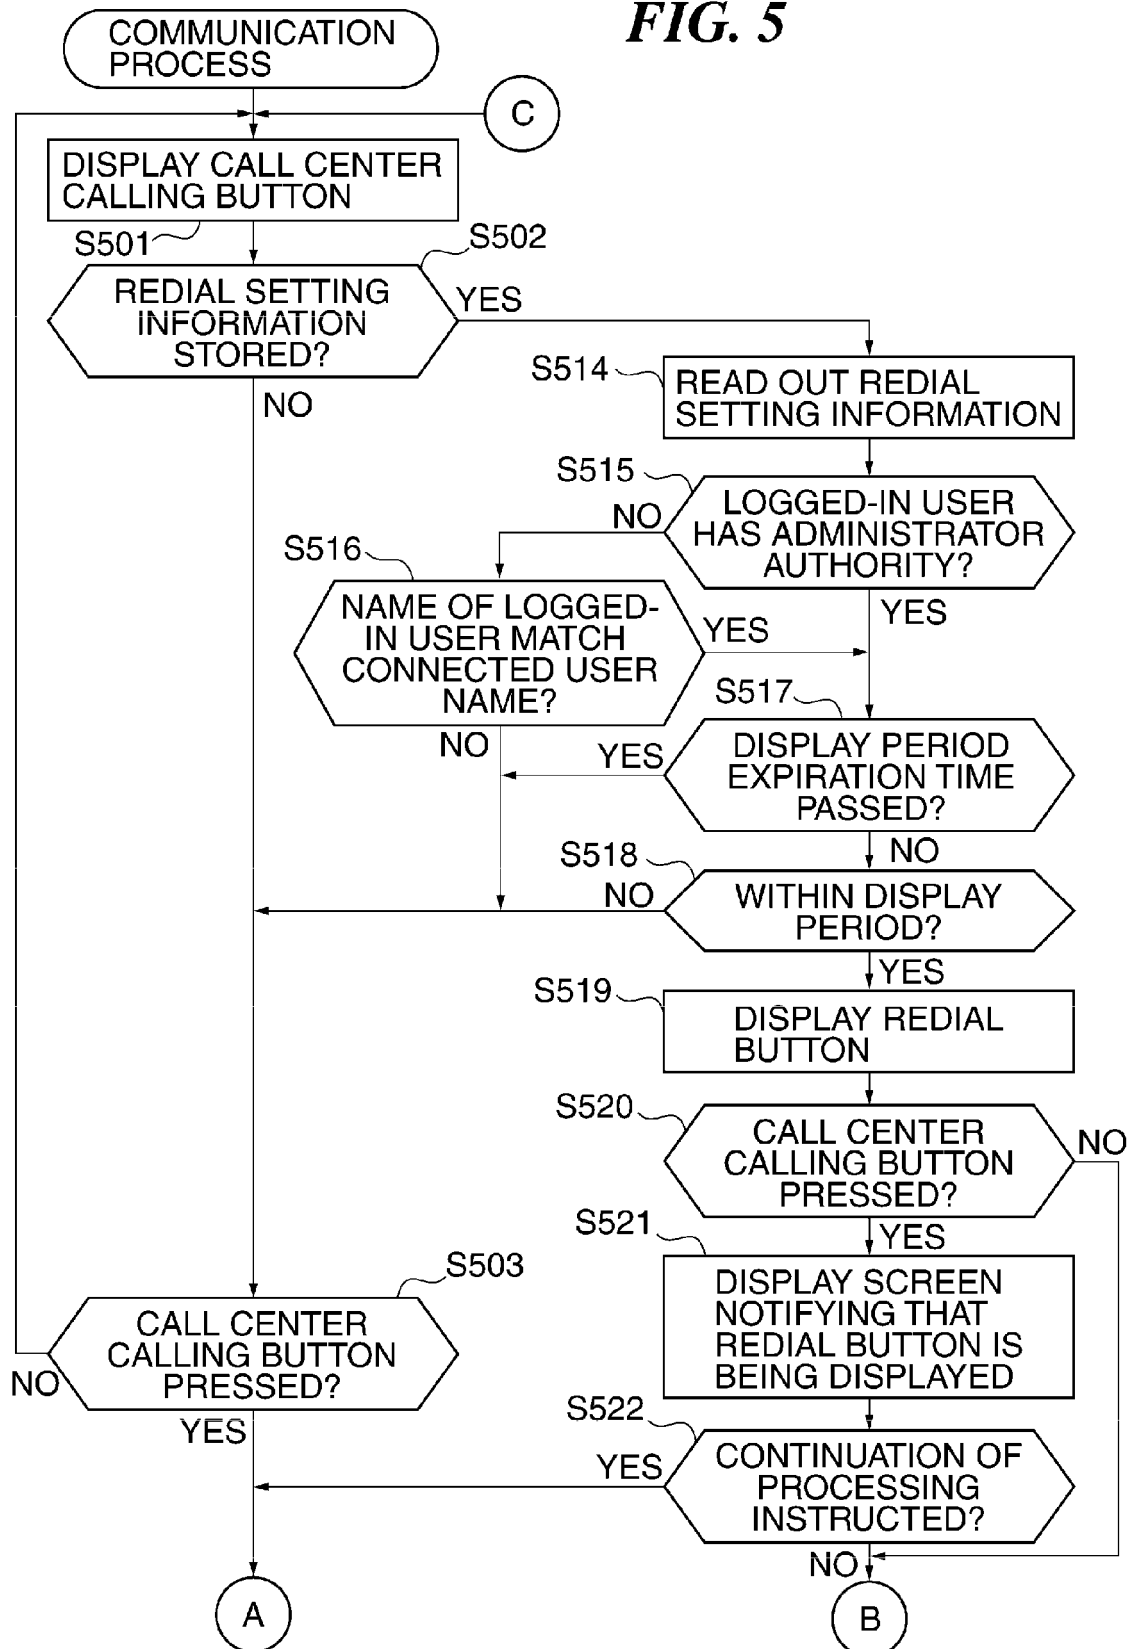 FIG. 5
COMMUNICATION
PROCESS
C
DISPLAY CALL CENTER
CALLING BUTTON
S501
S502
REDIAL SETTING
INFORMATION
STORED?
YES
NO
S514
READ OUT REDIAL
SETTING INFORMATION
S515
LOGGED-IN USER
HAS ADMINISTRATOR
AUTHORITY?
NO
YES
S516
NAME OF LOGGED-
IN USER MATCH
CONNECTED USER
NAME?
YES
NO
S517
DISPLAY PERIOD
EXPIRATION TIME
PASSED?
YES
NO
S518
WITHIN DISPLAY
PERIOD?
NO
YES
S519
DISPLAY REDIAL
BUTTON
S520
CALL CENTER
CALLING BUTTON
PRESSED?
NO
YES
S521
DISPLAY SCREEN
NOTIFYING THAT
REDIAL BUTTON IS
BEING DISPLAYED
S503
CALL CENTER
CALLING BUTTON
PRESSED?
NO
YES
S522
CONTINUATION OF
PROCESSING
INSTRUCTED?
YES
NO
A
B